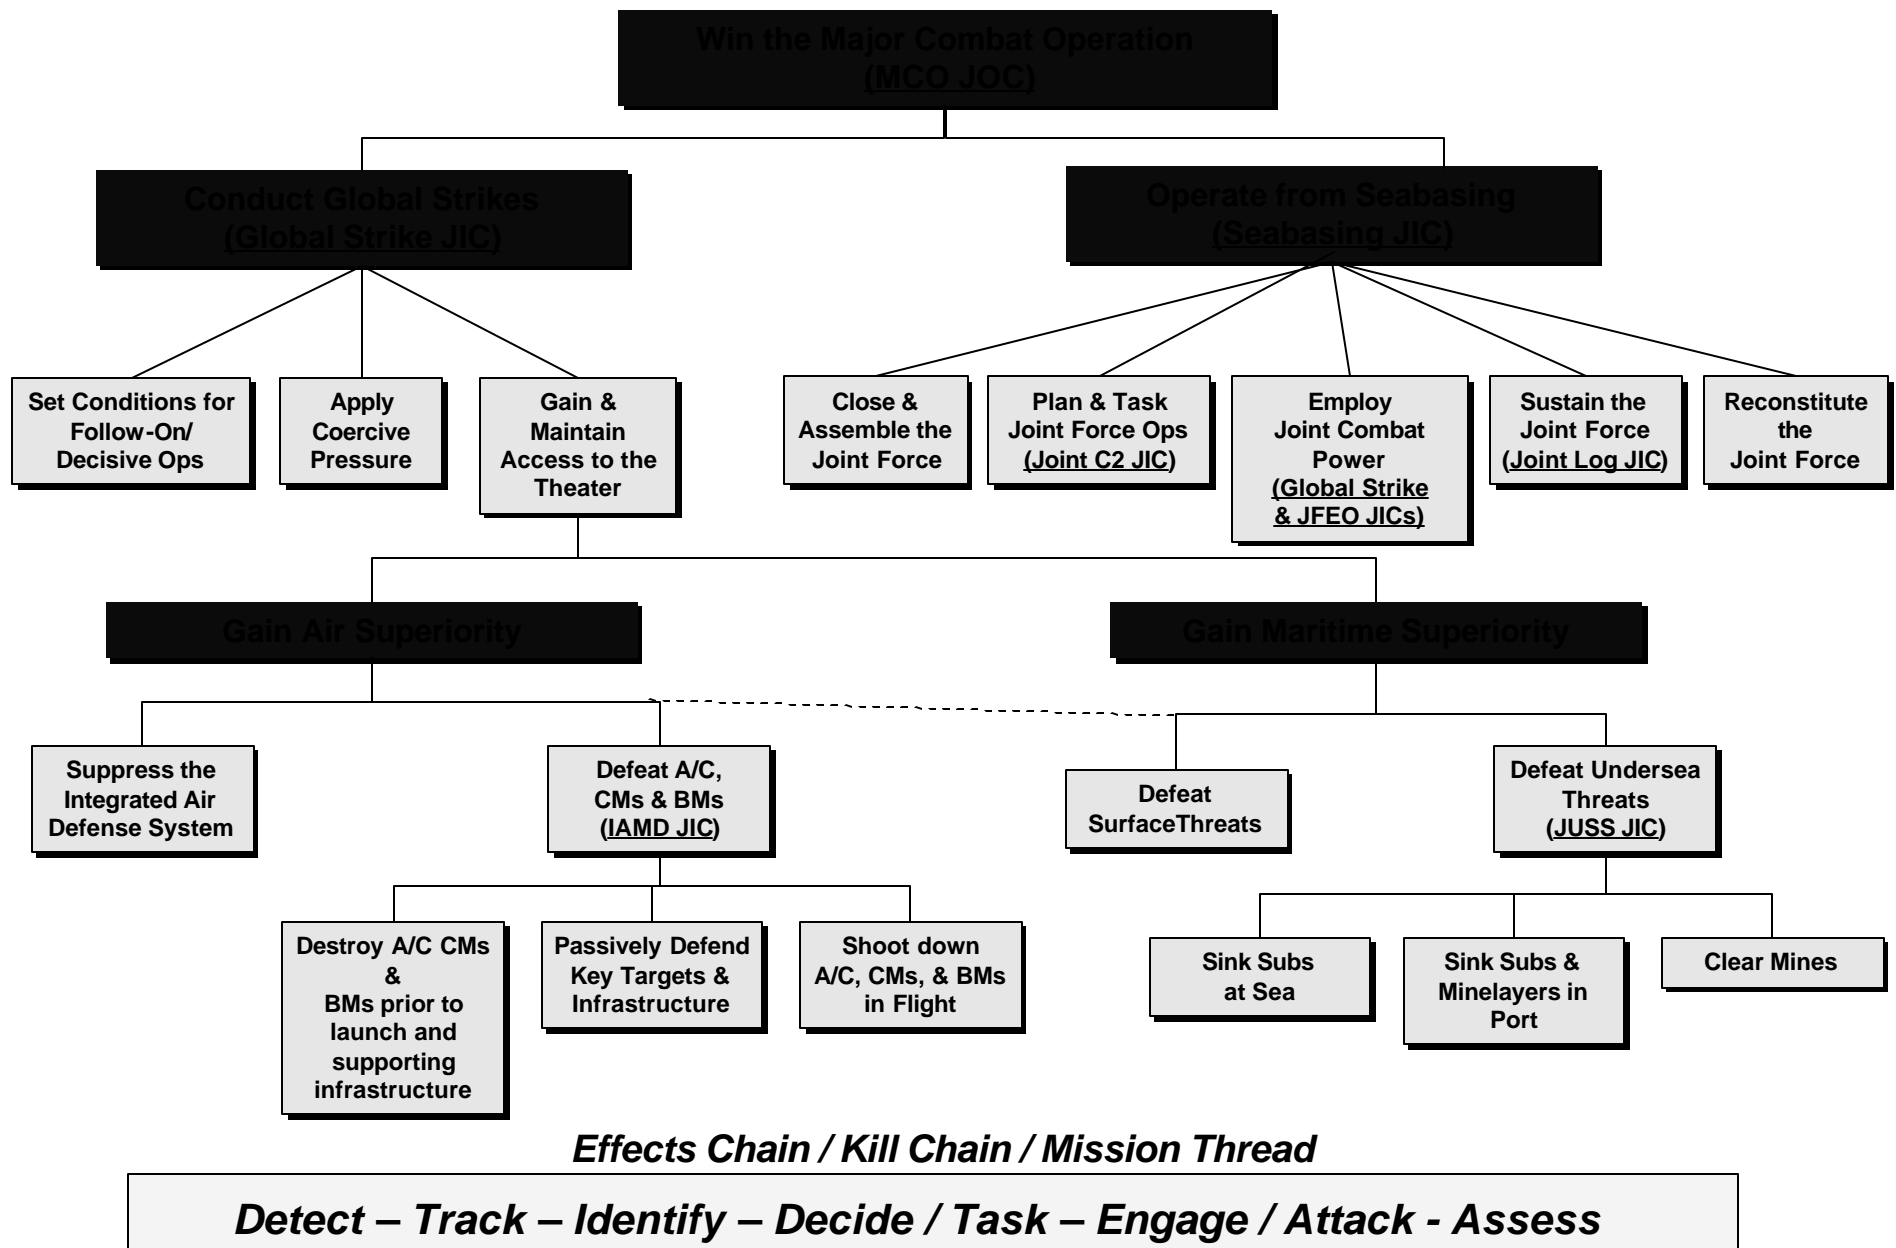 Win the Major Combat Operation
(MCO JOC)
Conduct Global Strikes
(Global Strike JIC)
Operate from Seabasing
(Seabasing JIC)
Set Conditions for
Follow-On/
Decisive Ops
Apply
Coercive
Pressure
Gain &
Maintain
Access to the
Theater
Close &
Assemble the
Joint Force
Plan & Task
Joint Force Ops
(Joint C2 JIC)
Employ
Joint Combat
Power
(Global Strike
& JFEO JICs)
Sustain the
Joint Force
(Joint Log JIC)
Reconstitute
the
Joint Force
Gain Air Superiority
Gain Maritime Superiority
Suppress the
Integrated Air
Defense System
Defeat A/C,
CMs & BMs
(IAMD JIC)
Defeat
SurfaceThreats
Defeat Undersea
Threats
(JUSS JIC)
Destroy A/C CMs
&
BMs prior to
launch and
supporting
infrastructure
Passively Defend
Key Targets &
Infrastructure
Shoot down
A/C, CMs, & BMs
in Flight
Sink Subs
at Sea
Sink Subs &
Minelayers in
Port
Clear Mines
Effects Chain / Kill Chain / Mission Thread
Detect – Track – Identify – Decide / Task – Engage / Attack - Assess